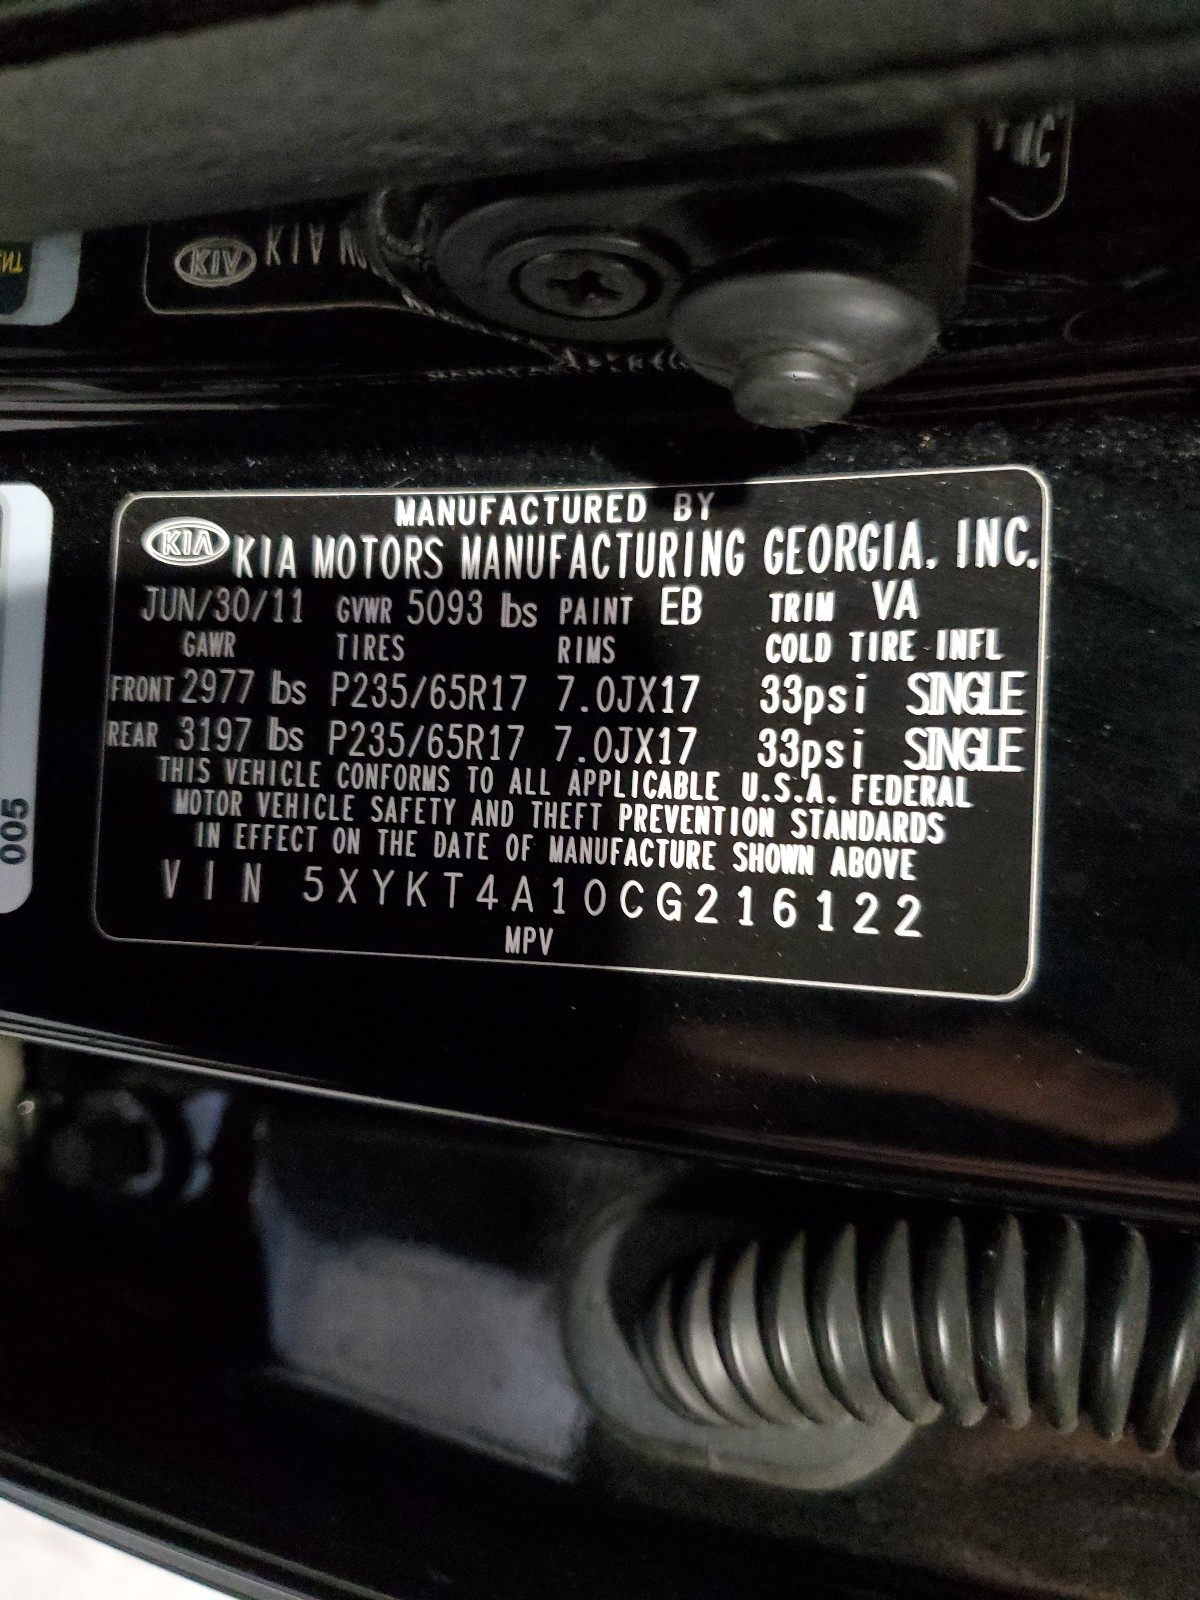 KIA
MANUFACTURED BY
KIA KIA MOTORS MANUFACTURING GEORGIA, INC.
JUN/30/11 GVWR 5093 lbs PAINT EB TRIM VA
GAWR TIRES RIMS COLD TIRE INFL
FRONT 2977 lbs P235/65R17 7.0JX17 33psi SINGLE
REAR 3197 lbs P235/65R17 7.0JX17 33psi SINGLE
THIS VEHICLE CONFORMS TO ALL APPLICABLE U.S.A. FEDERAL
MOTOR VEHICLE SAFETY AND THEFT PREVENTION STANDARDS
IN EFFECT ON THE DATE OF MANUFACTURE SHOWN ABOVE
VIN 5XYKT4A10CG216122
MPV
005